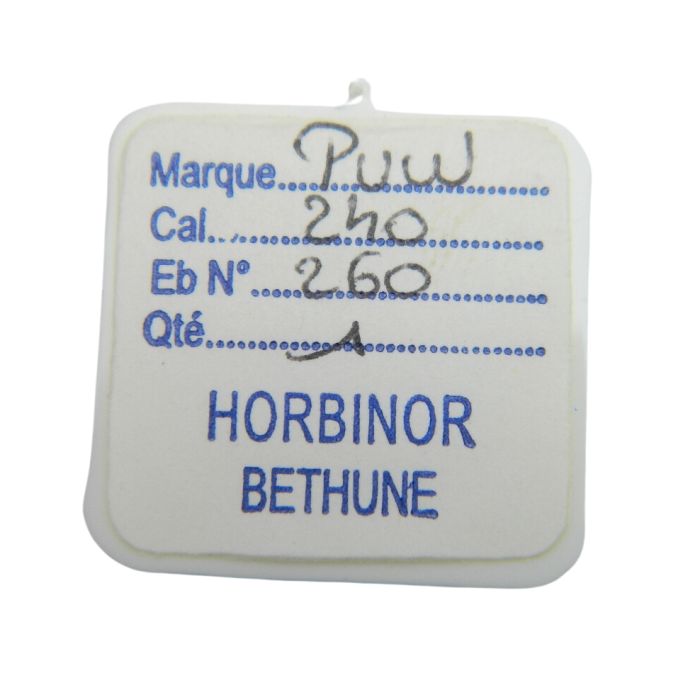 Marque....PUW......
Cal.........240............
Eb N°.....260............
Qté............1................
HORBINOR
BETHUNE